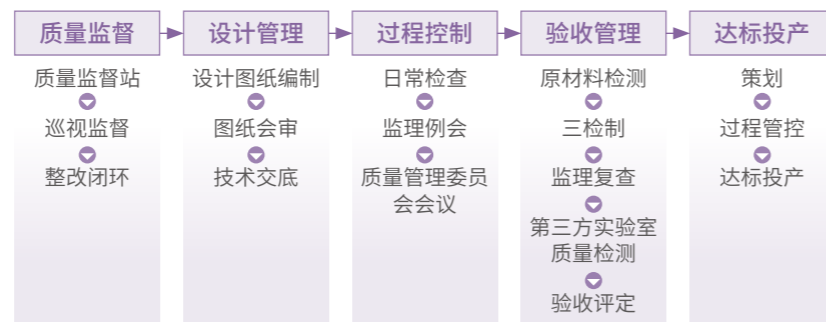 质量监督
设计管理
过程控制
验收管理
达标投产
质量监督站
巡视监督
整改闭环
设计图纸编制
图纸会审
技术交底
日常检查
监理例会
质量管理委员
会会议
原材料检测
三检制
监理复查
第三方实验室
质量检测
验收评定
策划
过程管控
达标投产